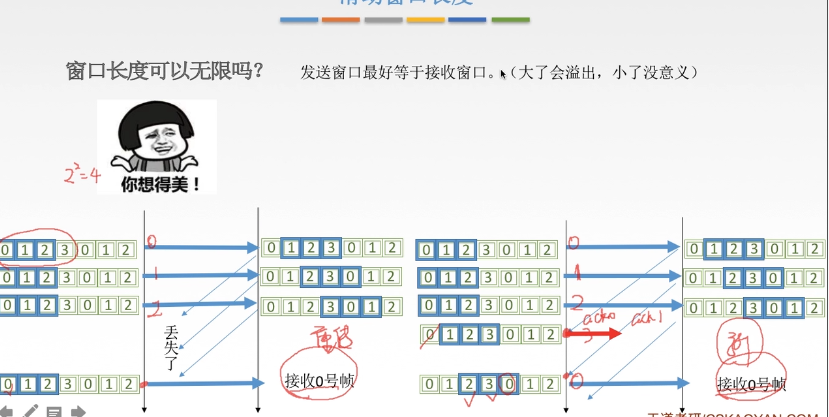 滑动窗口长度
窗口长度可以无限吗？ 发送窗口最好等于接收窗口。（大了会溢出，小了没意义）
2²=4
你想得美！
0 1 2 3 0 1 2 0 0 1 2 3 0 1 2 0 1 2 3 0 1 2 0 0 1 2 3 0 1 2
0 1 2 3 0 1 2 1 0 1 2 3 0 1 2 0 1 2 3 0 1 2 1 0 1 2 3 0 1 2
0 1 2 3 0 1 2 2 0 1 2 3 0 1 2 0 1 2 3 0 1 2 2 0 1 2 3 0 1 2
丢失了 重传 0 1 2 3 0 1 2 3 ack0 ack1 新
0 1 2 3 0 1 2 接收0号帧 0 1 2 3 0 1 2 0 接收0号帧
王道考研/CSKAOYAN.COM